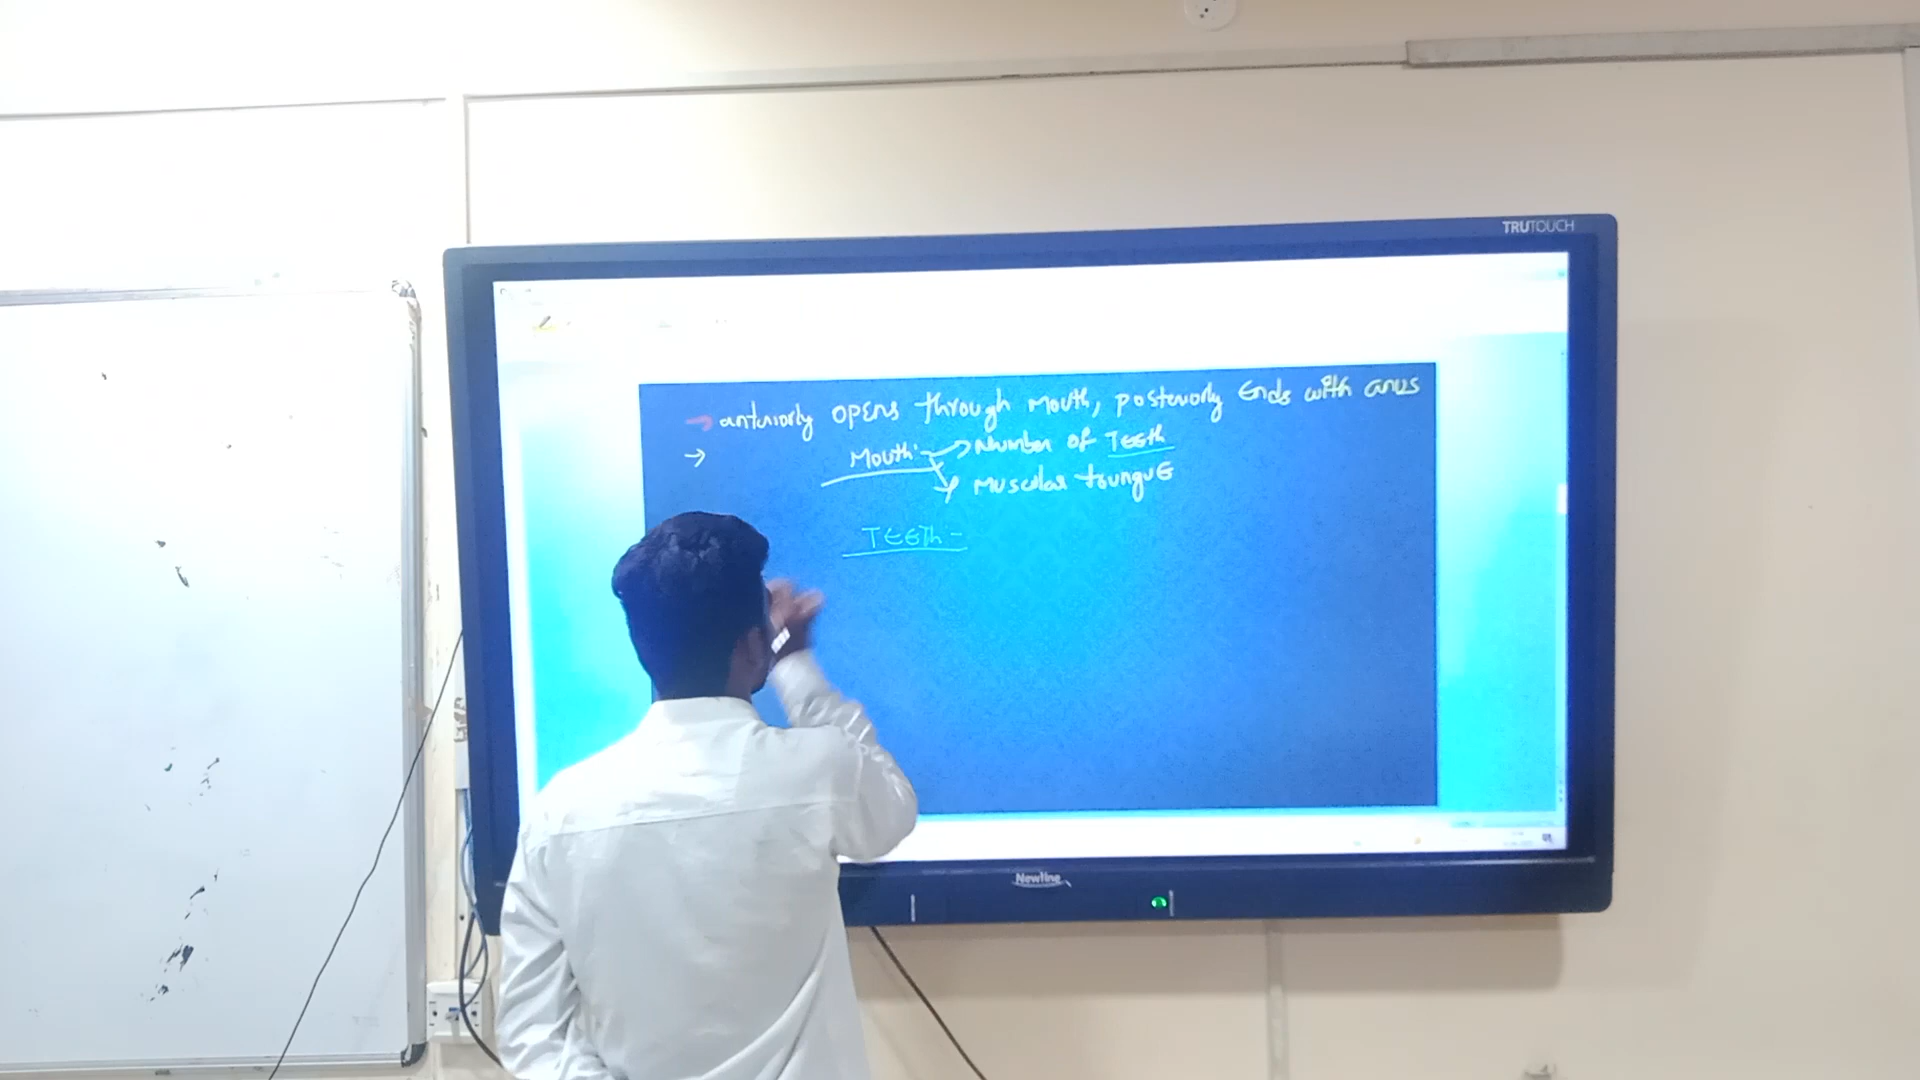 TRUTOUCH
→ anteriorly opens through Mouth, posteriorly Ends with anus
→ Mouth:- → Number of Teeth
→ Muscular toungue
Teeth:-
Newline